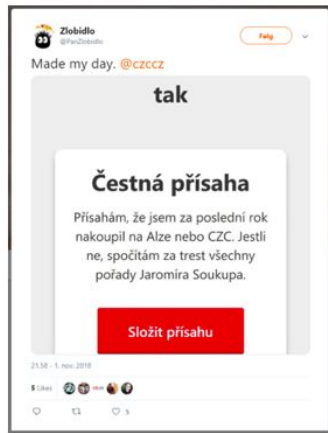 Zlobidlo
@PanZlobidlo
Følg
Made my day. @czccz
tak
Čestná přísaha
Přísahám, že jsem za poslední rok
nakoupil na Alze nebo CZC. Jestli
ne, spočítám za trest všechny
pořady Jaromíra Soukupa.
Složit přísahu
21.58 - 1. nov. 2018
5 Likes
5